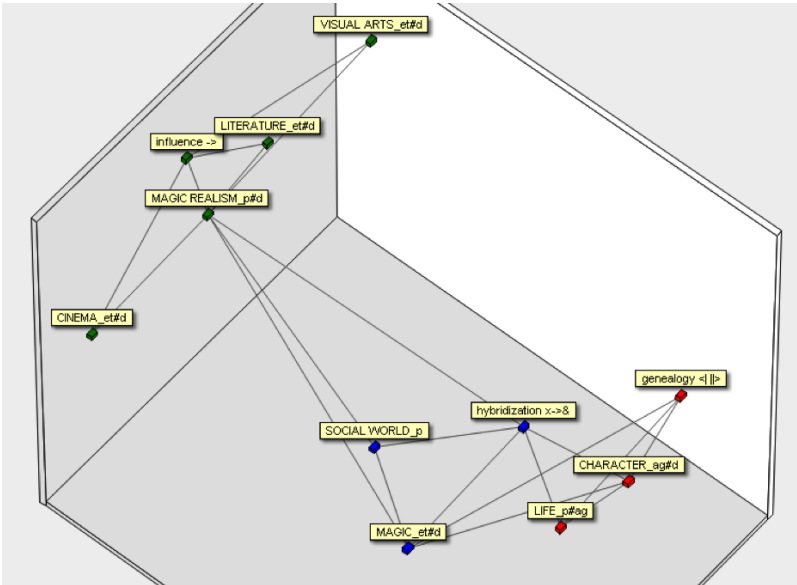 VISUAL ARTS_et#d
LITERATURE_et#d
influence ->
MAGIC REALISM_p#d
CINEMA_et#d
genealogy <| ||>
hybridization x->&
SOCIAL WORLD_p
CHARACTER_ag#d
LIFE_p#ag
MAGIC_et#d